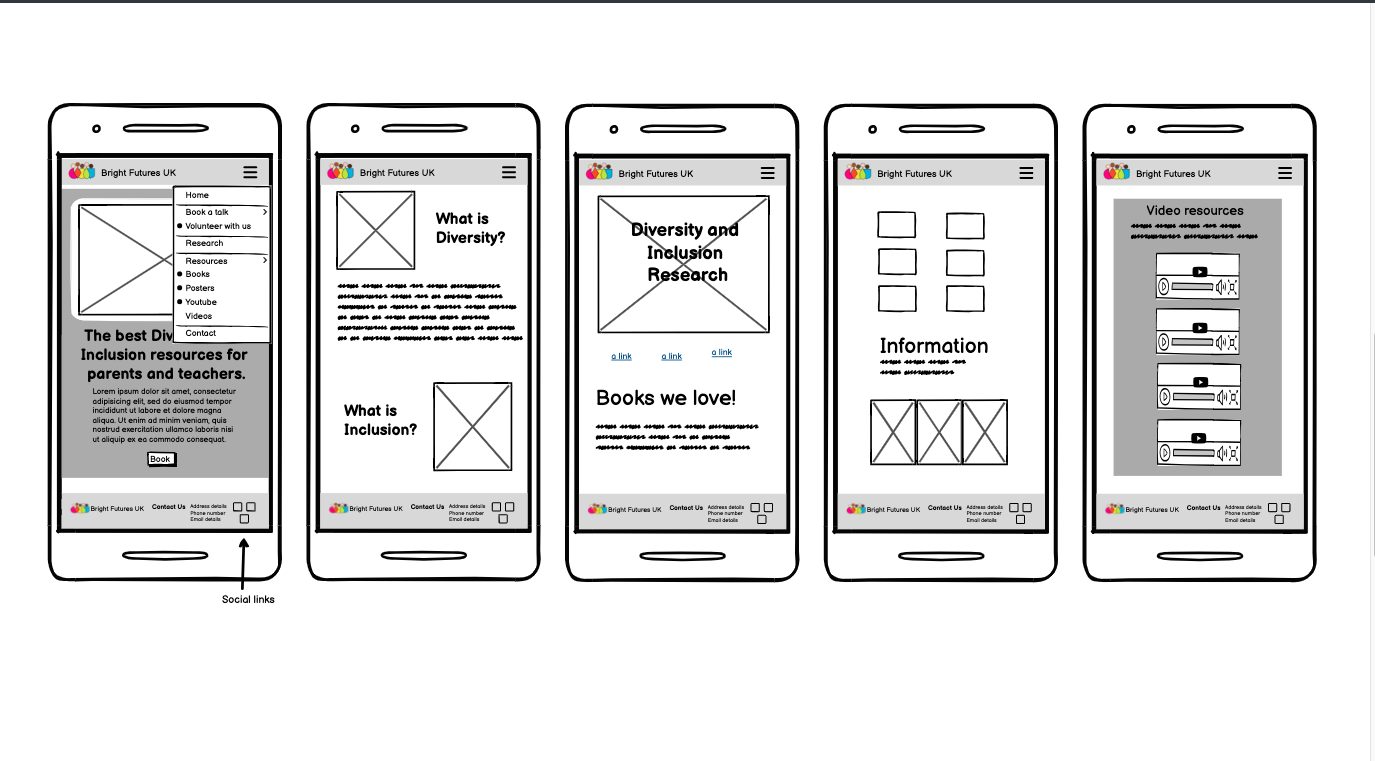 Bright Futures UK
Home
Book a talk
Volunteer with us
Research
Resources
Books
Posters
Youtube
Videos
Contact
The best Div
Inclusion resources for
parents and teachers.
Lorem ipsum dolor sit amet, consectetur
adipisicing elit, sed do eiusmod tempor
incididunt ut labore et dolore magna
aliqua. Ut enim ad minim veniam, quis
nostrud exercitation ullamco laboris nisi
ut aliquip ex ea commodo consequat.
Book
Bright Futures UK
Contact Us
Address details
Phone number
Email details
Social links
Bright Futures UK
What is
Diversity?
What is
Inclusion?
Bright Futures UK
Contact Us
Address details
Phone number
Email details
Bright Futures UK
Diversity and
Inclusion
Research
a link
a link
a link
Books we love!
Bright Futures UK
Contact Us
Address details
Phone number
Email details
Bright Futures UK
Information
Bright Futures UK
Contact Us
Address details
Phone number
Email details
Bright Futures UK
Video resources
Bright Futures UK
Contact Us
Address details
Phone number
Email details